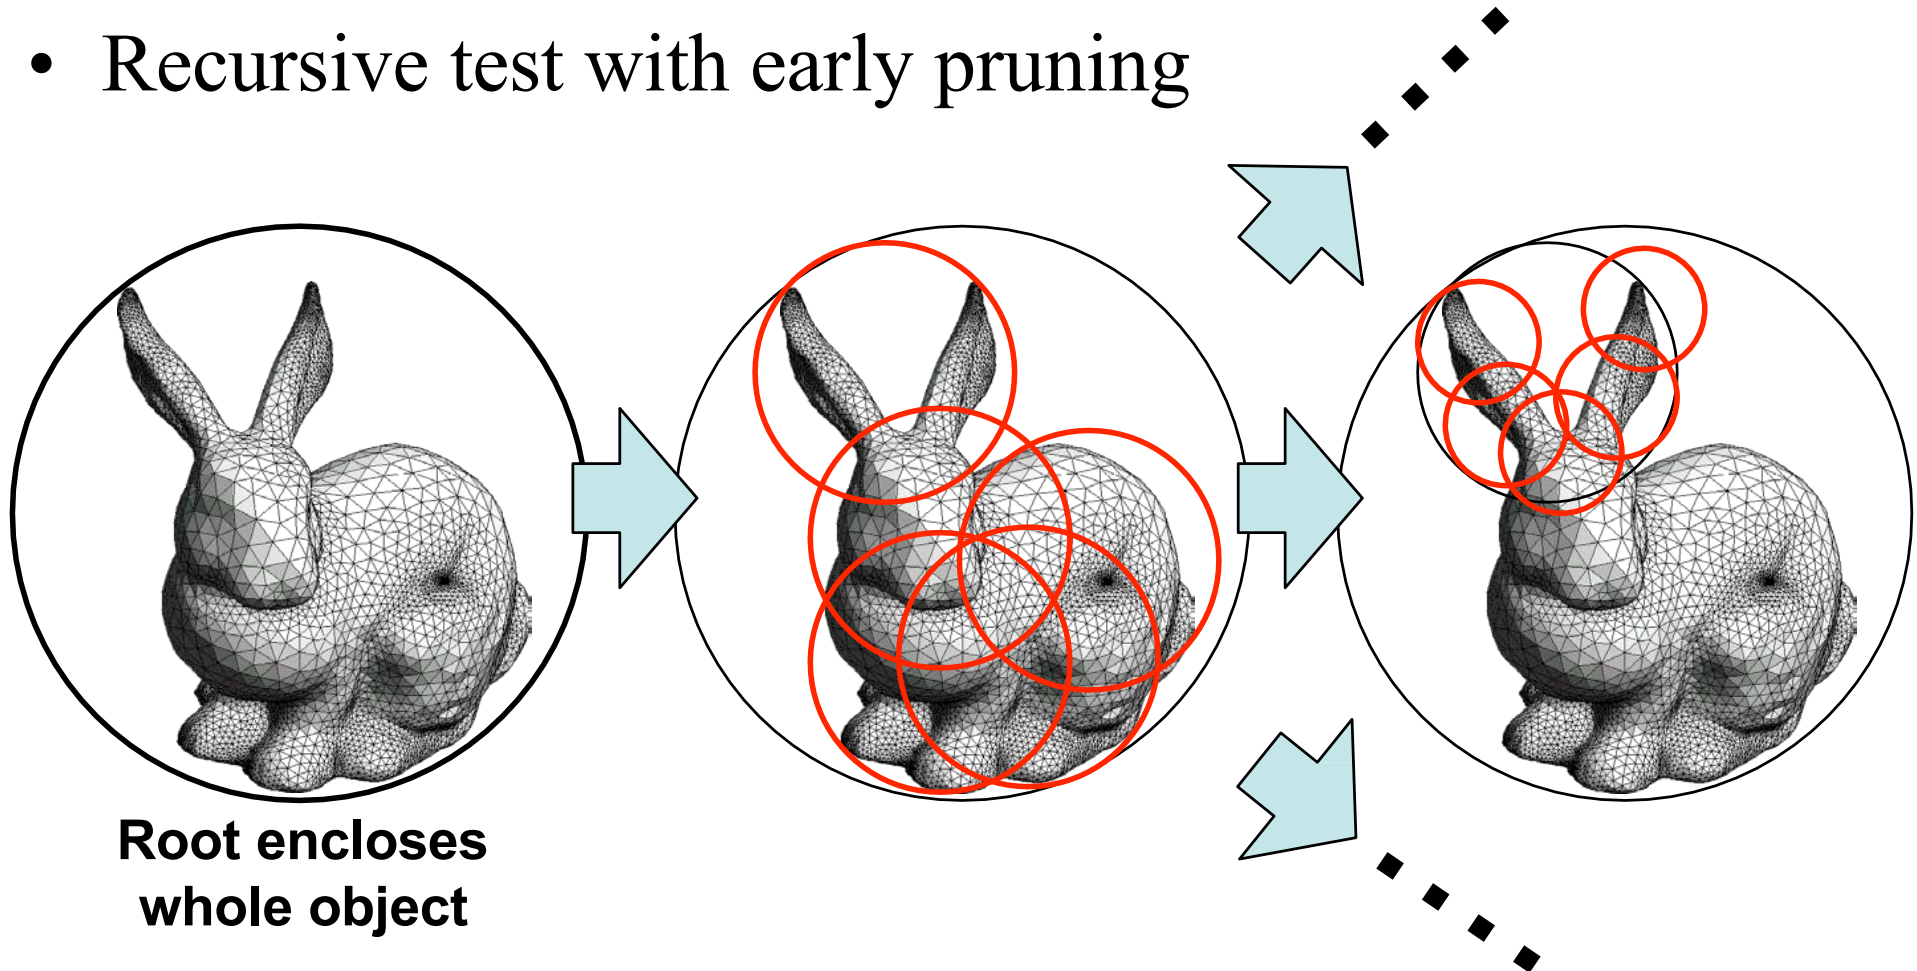 • Recursive test with early pruning
Root encloses
whole object